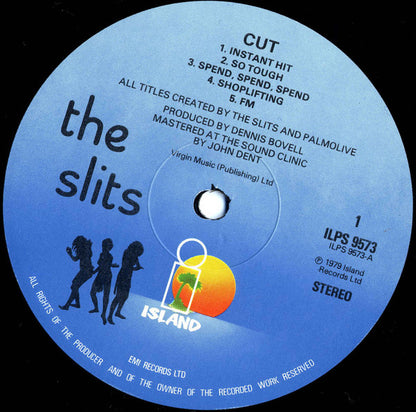 CUT
1. INSTANT HIT
2. SO TOUGH
3. SPEND, SPEND, SPEND
4. SHOPLIFTING
5. FM
ALL TITLES CREATED BY THE SLITS AND PALMOLIVE
PRODUCED BY DENNIS BOVELL
MASTERED AT THE SOUND CLINIC
BY JOHN DENT
Virgin Music (Publishing) Ltd
the
slits
1
ILPS 9573
ILPS 9573-A
℗ 1979 Island
Records Ltd
STEREO
i
ISLAND
EMI RECORDS LTD
ALL RIGHTS OF THE PRODUCER AND OF THE OWNER OF THE RECORDED WORK RESERVED